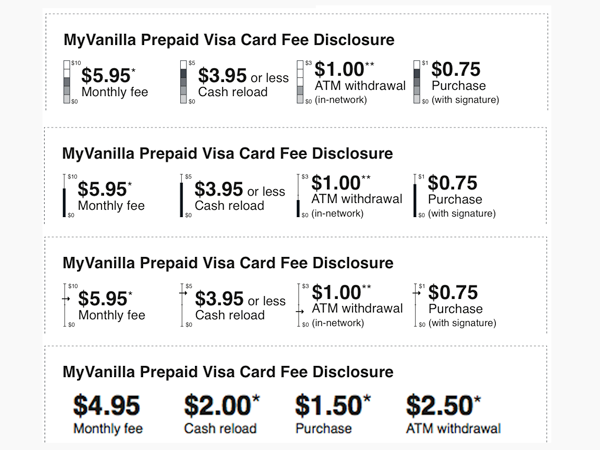 MyVanilla Prepaid Visa Card Fee Disclosure
$10 $5.95* $5 $3.95 or less $3 $1.00** $1 $0.75
Monthly fee Cash reload ATM withdrawal Purchase
$0 $0 $0 (in-network) $0 (with signature)
MyVanilla Prepaid Visa Card Fee Disclosure
$10 $5.95* $5 $3.95 or less $3 $1.00** $1 $0.75
Monthly fee Cash reload ATM withdrawal Purchase
$0 $0 $0 (in-network) $0 (with signature)
MyVanilla Prepaid Visa Card Fee Disclosure
$10 $5.95* $5 $3.95 or less $3 $1.00** $1 $0.75
Monthly fee Cash reload ATM withdrawal Purchase
$0 $0 $0 (in-network) $0 (with signature)
MyVanilla Prepaid Visa Card Fee Disclosure
$4.95 $2.00* $1.50* $2.50*
Monthly fee Cash reload Purchase ATM withdrawal